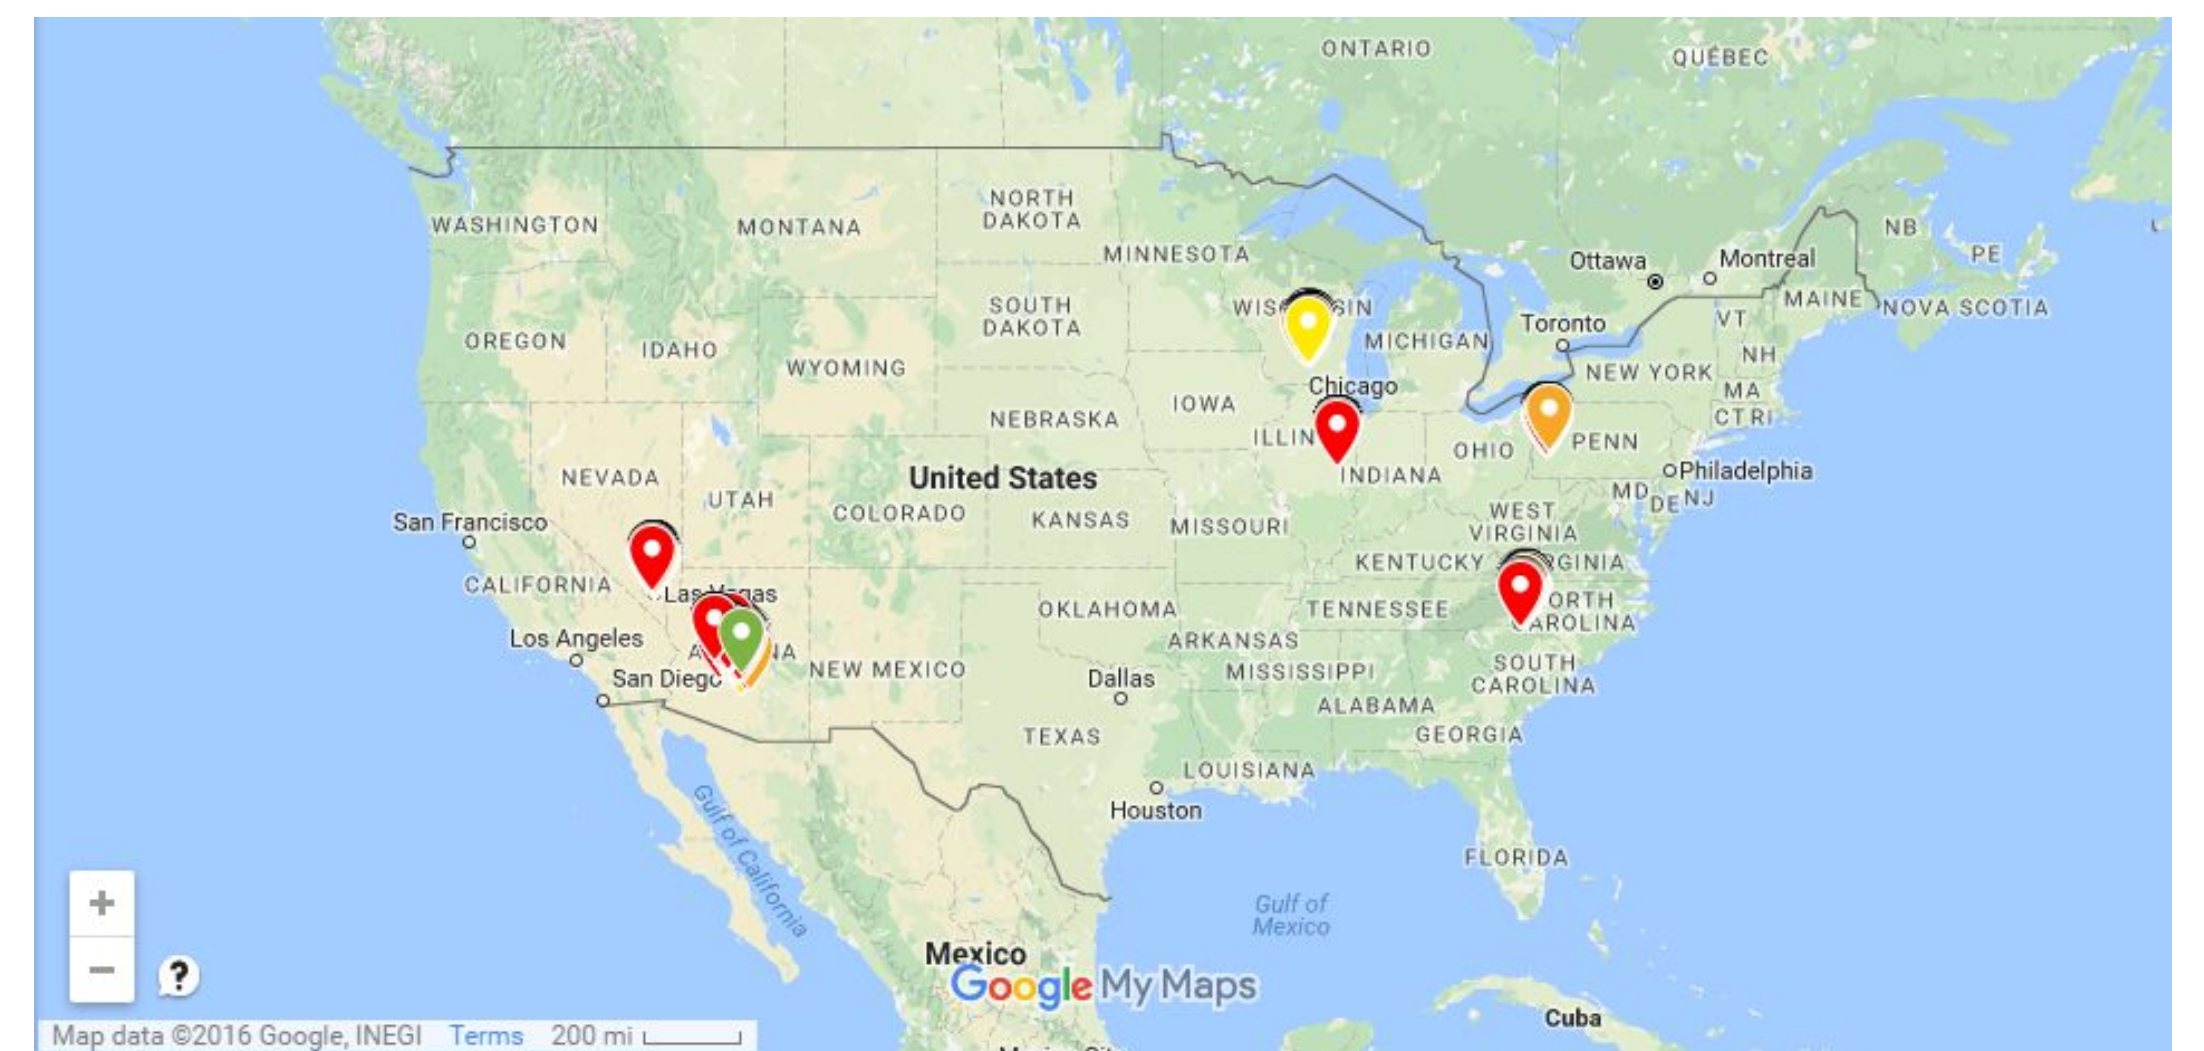 ONTARIO
QUÉBEC
WASHINGTON
MONTANA
NORTH
DAKOTA
MINNESOTA
Ottawa
Montreal
NB
PE
MAINE
NOVA SCOTIA
OREGON
IDAHO
WYOMING
SOUTH
DAKOTA
MICHIGAN
Toronto
VT
NH
NEW YORK
MA
CT RI
Chicago
NEBRASKA
IOWA
ILLIN
INDIANA
OHIO
PENN
Philadelphia
MD
DE
NJ
NEVADA
UTAH
United States
COLORADO
KANSAS
MISSOURI
WEST
VIRGINIA
KENTUCKY
San Francisco
CALIFORNIA
Las Vegas
Los Angeles
San Diego
NEW MEXICO
OKLAHOMA
ARKANSAS
TENNESSEE
ORTH
AROLINA
SOUTH
CAROLINA
MISSISSIPPI
ALABAMA
GEORGIA
Dallas
TEXAS
LOUISIANA
Houston
FLORIDA
Gulf of California
Gulf of
Mexico
Mexico
Cuba
Google My Maps
+
−
?
Map data ©2016 Google, INEGI Terms 200 mi